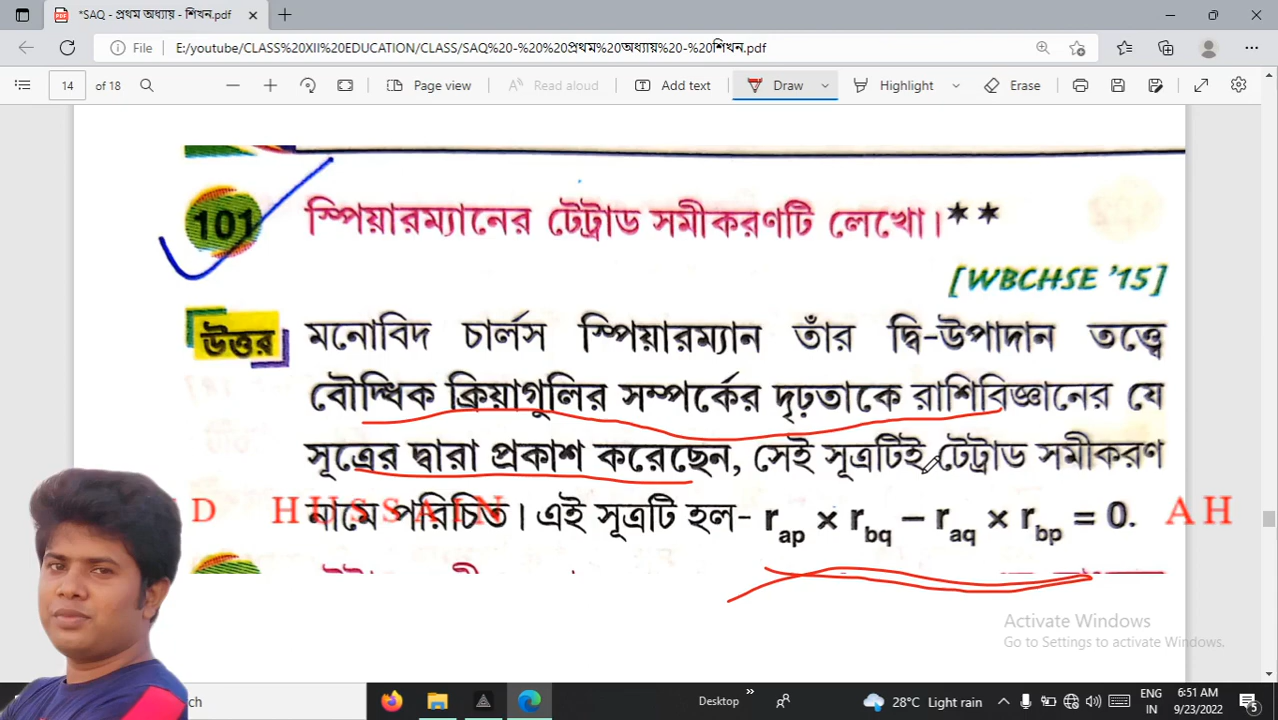 *SAQ - প্রথম অধ্যায় - শিখন.pdf
File E:/youtube/CLASS%20XII%20EDUCATION/CLASS/SAQ%20-%20%20প্রথম%20অধ্যায়%20-%20শিখন.pdf
14 of 18 Page view Read aloud Add text Draw Highlight Erase
101 স্পিয়ারম্যানের টেট্রাড সমীকরণটি লেখো।**
[WBCHSE '15]
উত্তর মনোবিদ চার্লস স্পিয়ারম্যান তাঁর দ্বি-উপাদান তত্ত্বে
বৌদ্ধিক ক্রিয়াগুলির সম্পর্কের দৃঢ়তাকে রাশিবিজ্ঞানের যে
সূত্রের দ্বারা প্রকাশ করেছেন, সেই সূত্রটিই টেট্রাড সমীকরণ
নামে পরিচিত। এই সূত্রটি হল- rap × rbq − raq × rbp = 0.
D HUSSAIN AH
Activate Windows
Go to Settings to activate Windows.
rch Desktop 28°C Light rain ENG IN 6:51 AM 9/23/2022 5